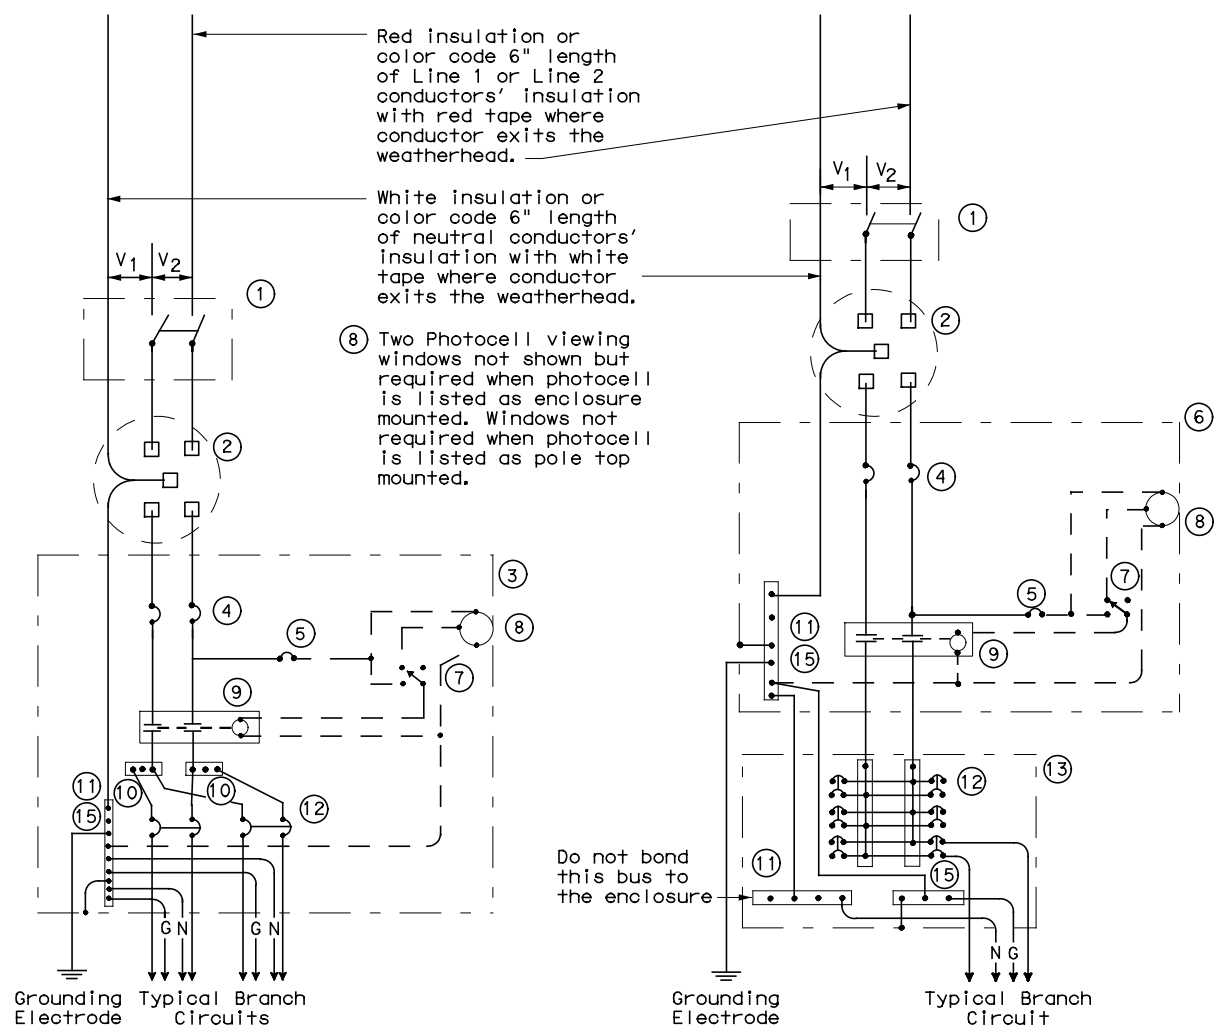 Red insulation or
color code 6" length
of Line 1 or Line 2
conductors' insulation
with red tape where
conductor exits the
weatherhead.
White insulation or
color code 6" length
of neutral conductors'
insulation with white
tape where conductor
exits the weatherhead.
8 Two Photocell viewing
windows not shown but
required when photocell
is listed as enclosure
mounted. Windows not
required when photocell
is listed as pole top
mounted.
V1 V2
1
2
3
4
5
8
7
9
10 10
11
12
15
G N G N
Grounding
Electrode
Typical Branch
Circuits
V1 V2
1
2
6
4
8
7
5
11
15
9
13
12
Do not bond
this bus to
the enclosure
11
15
N G
Grounding
Electrode
Typical Branch
Circuit